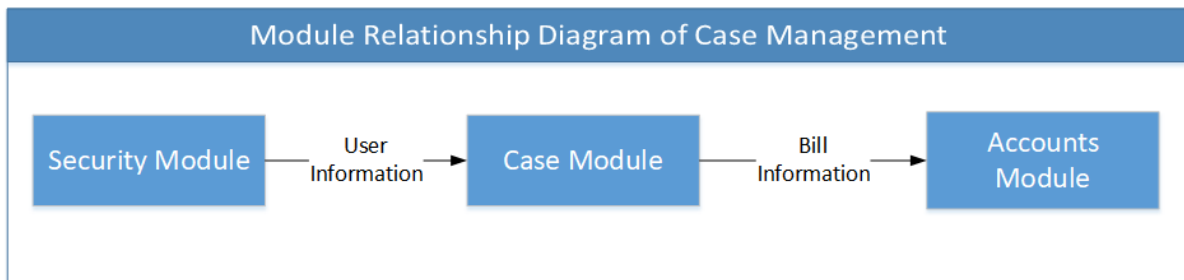 Module Relationship Diagram of Case Management
Security Module
User
Information
Case Module
Bill
Information
Accounts
Module